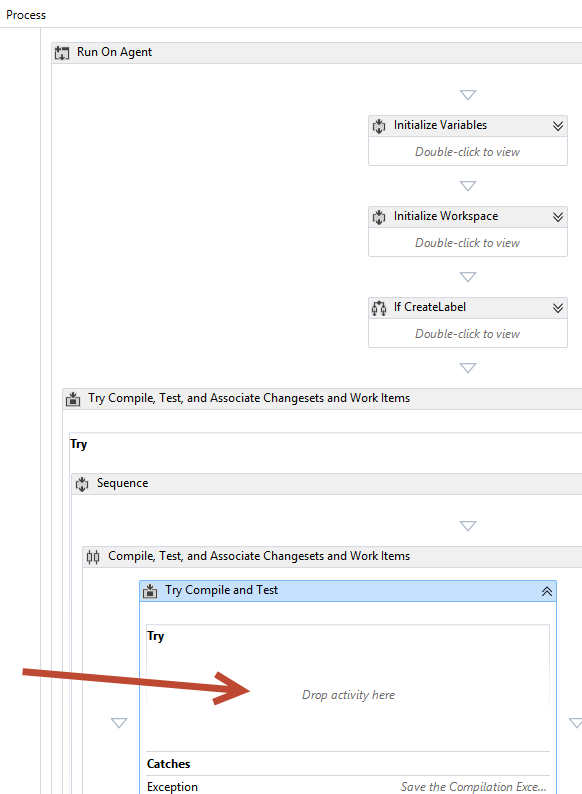 Process
Run On Agent
Initialize Variables
Double-click to view
Initialize Workspace
Double-click to view
If CreateLabel
Double-click to view
Try Compile, Test, and Associate Changesets and Work Items
Try
Sequence
Compile, Test, and Associate Changesets and Work Items
Try Compile and Test
Try
Drop activity here
Catches
Exception Save the Compilation Exce...